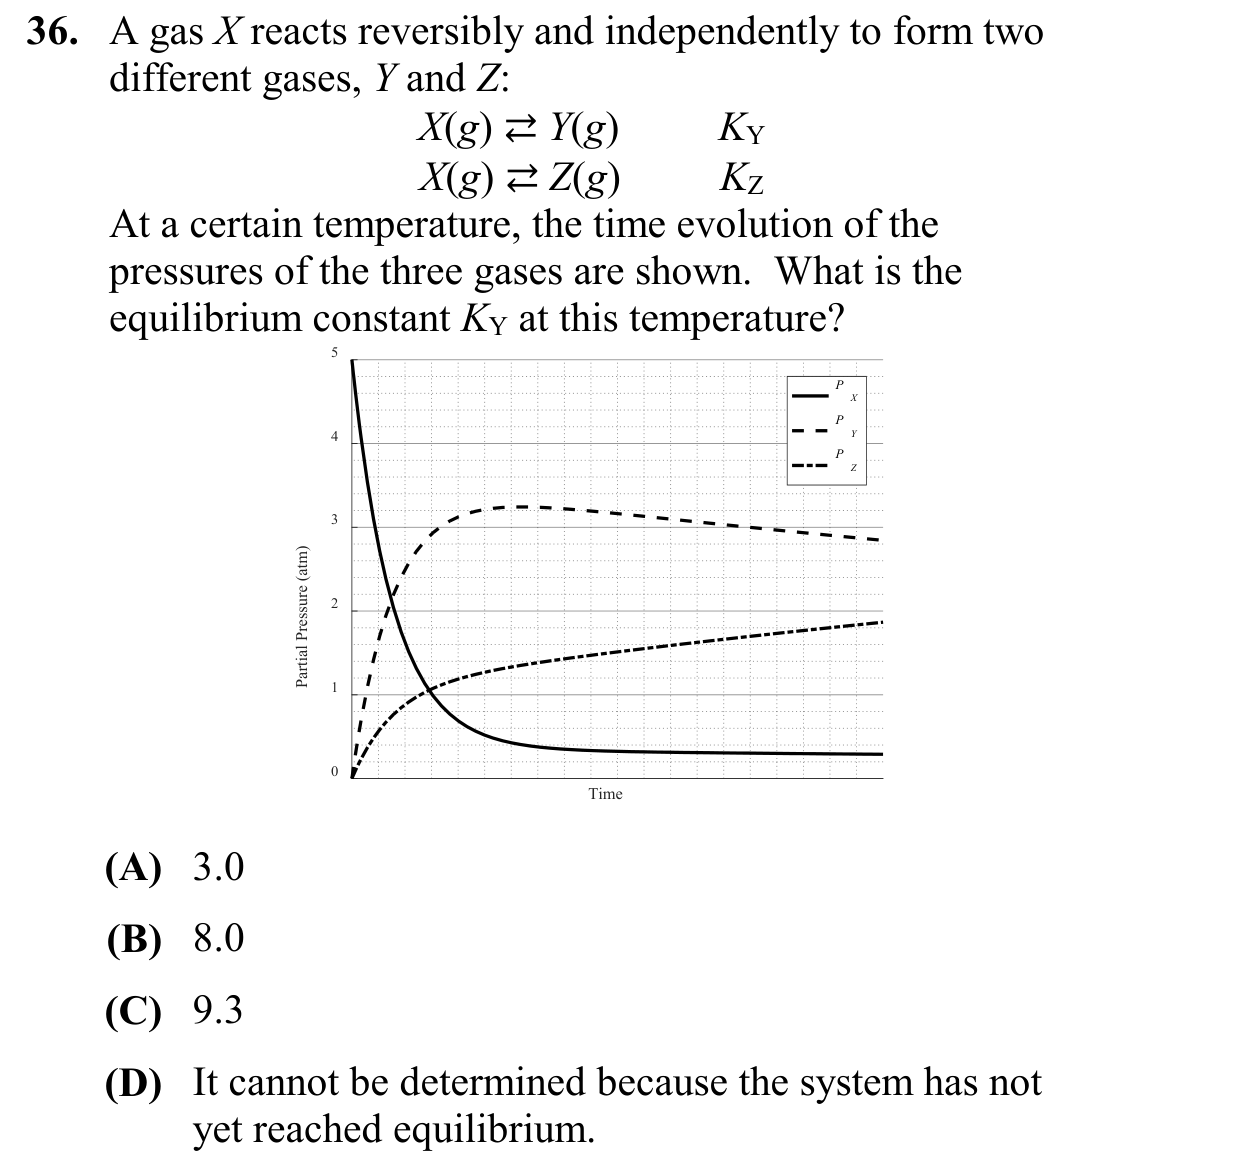 36. A gas X reacts reversibly and independently to form two
different gases, Y and Z:
X(g) ⇄ Y(g) K_Y
X(g) ⇄ Z(g) K_Z
At a certain temperature, the time evolution of the
pressures of the three gases are shown. What is the
equilibrium constant K_Y at this temperature?
5
4
3
2
1
0
Partial Pressure (atm)
Time
P_X
P_Y
P_Z
(A) 3.0
(B) 8.0
(C) 9.3
(D) It cannot be determined because the system has not
yet reached equilibrium.